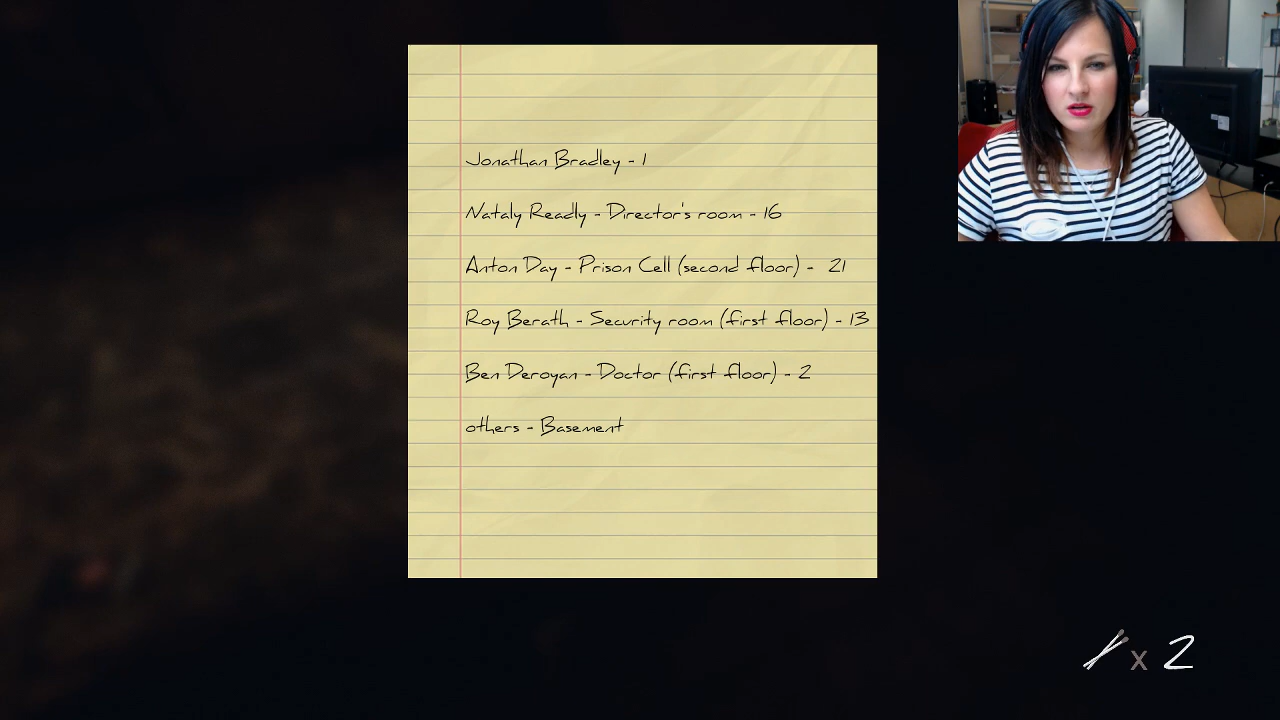 Jonathan Bradley - 1
Nataly Readly - Director's room - 16
Anton Day - Prison Cell (second floor) - 21
Roy Berath - Security room (first floor) - 13
Ben Deroyan - Doctor (first floor) - 2
others - Basement
x 2